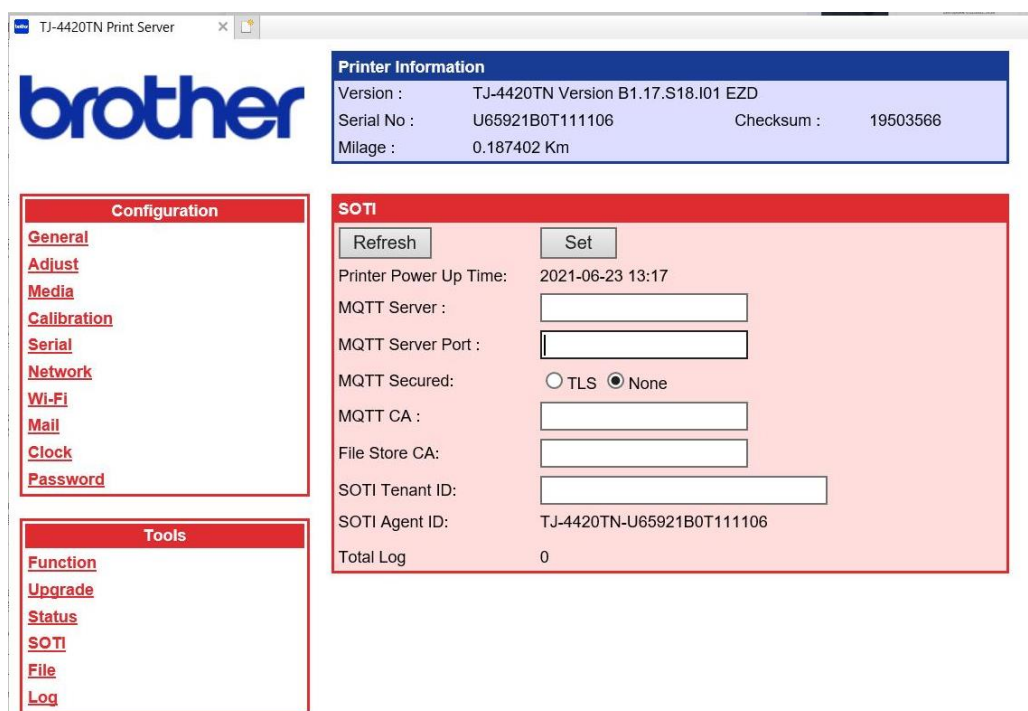 TJ-4420TN Print Server
brother
Printer Information
Version : TJ-4420TN Version B1.17.S18.I01 EZD
Serial No : U65921B0T111106 Checksum : 19503566
Milage : 0.187402 Km
Configuration
General
Adjust
Media
Calibration
Serial
Network
Wi-Fi
Mail
Clock
Password
Tools
Function
Upgrade
Status
SOTI
File
Log
SOTI
Refresh Set
Printer Power Up Time: 2021-06-23 13:17
MQTT Server :
MQTT Server Port :
MQTT Secured: TLS None
MQTT CA :
File Store CA:
SOTI Tenant ID:
SOTI Agent ID: TJ-4420TN-U65921B0T111106
Total Log 0